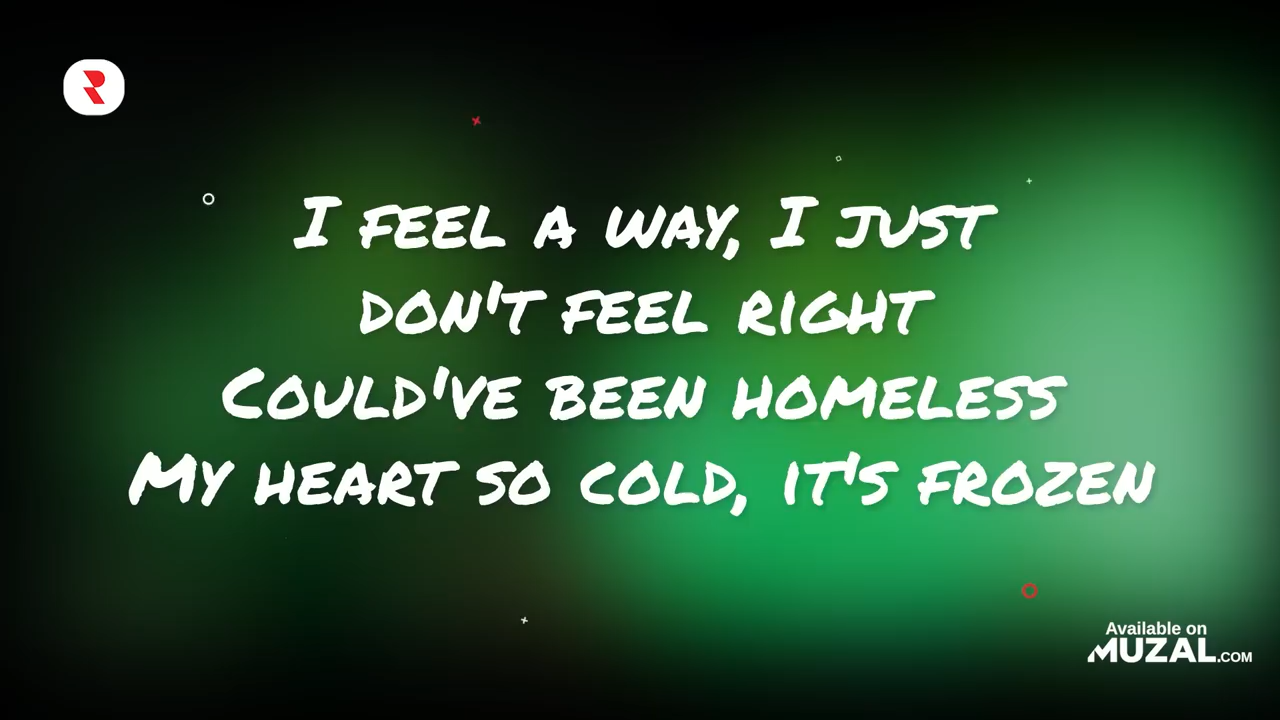 I feel a way, I just
don't feel right
Could've been homeless
My heart so cold, it's frozen
Available on
MUZAL.COM